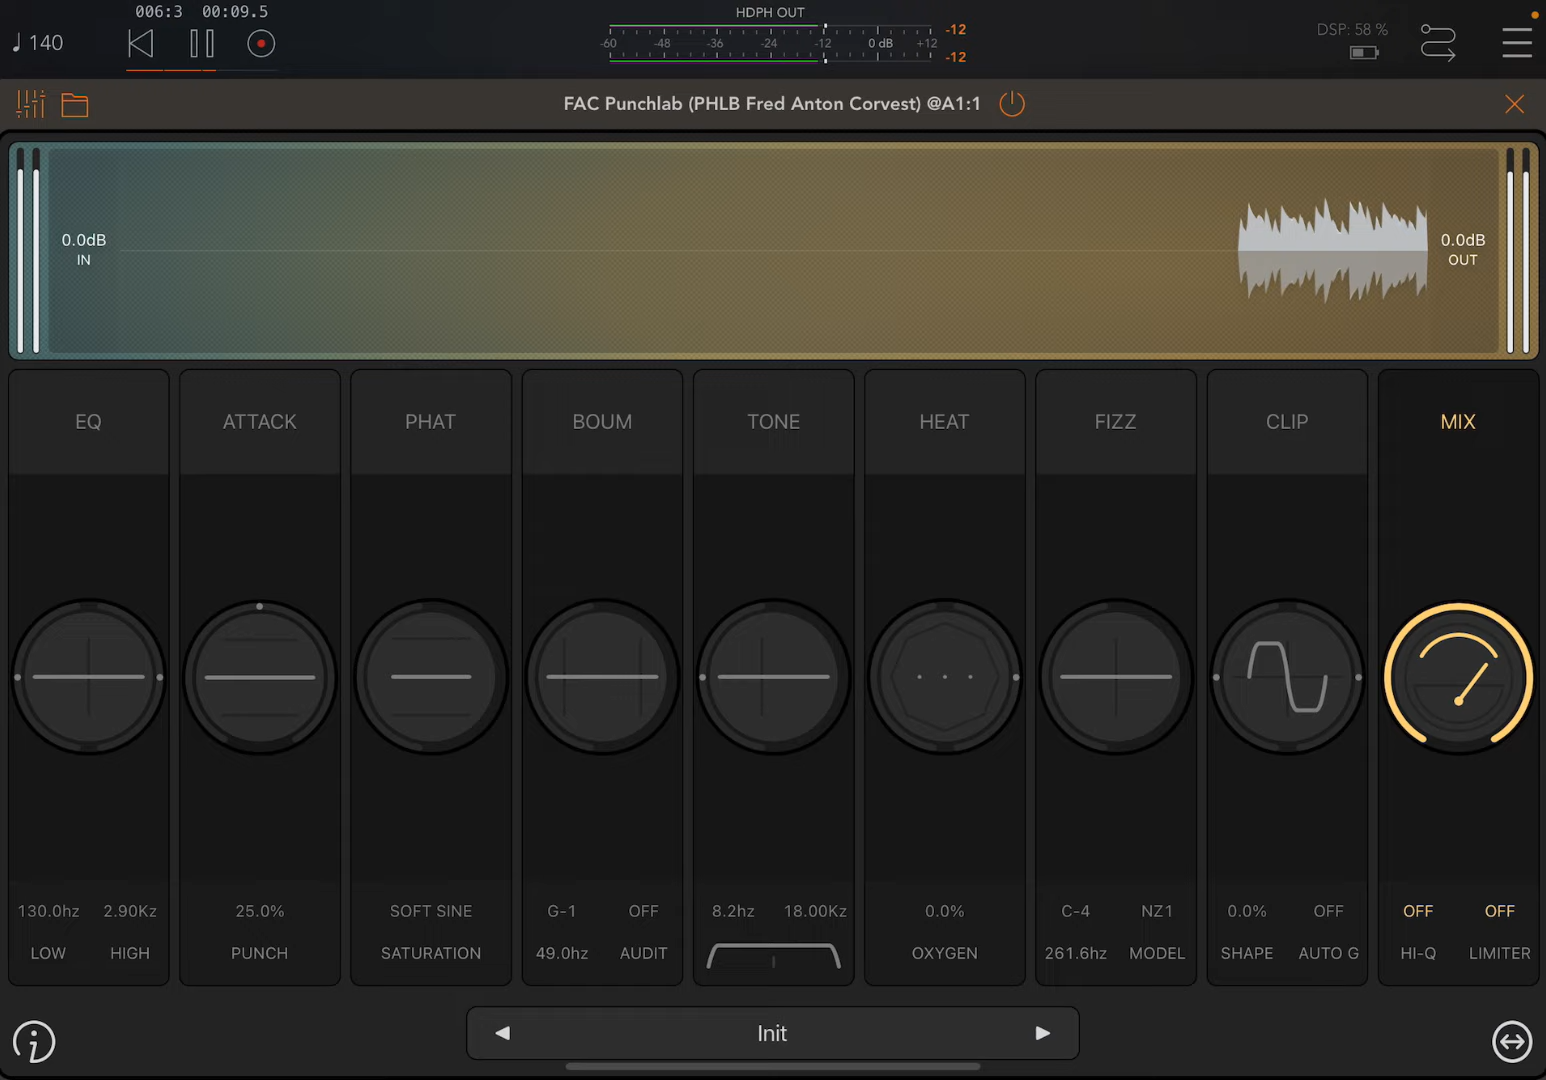 006:3 00:09.5
HDPH OUT
140
-60 -48 -36 -24 -12 0 dB +12
-12
-12
DSP: 58 %
FAC Punchlab (PHLB Fred Anton Corvest) @A1:1
0.0dB
IN
0.0dB
OUT
EQ ATTACK PHAT BOUM TONE HEAT FIZZ CLIP MIX
130.0hz 2.90Kz 25.0% SOFT SINE G-1 OFF 8.2hz 18.00Kz 0.0% C-4 NZ1 0.0% OFF OFF OFF
LOW HIGH PUNCH SATURATION 49.0hz AUDIT OXYGEN 261.6hz MODEL SHAPE AUTO G HI-Q LIMITER
Init